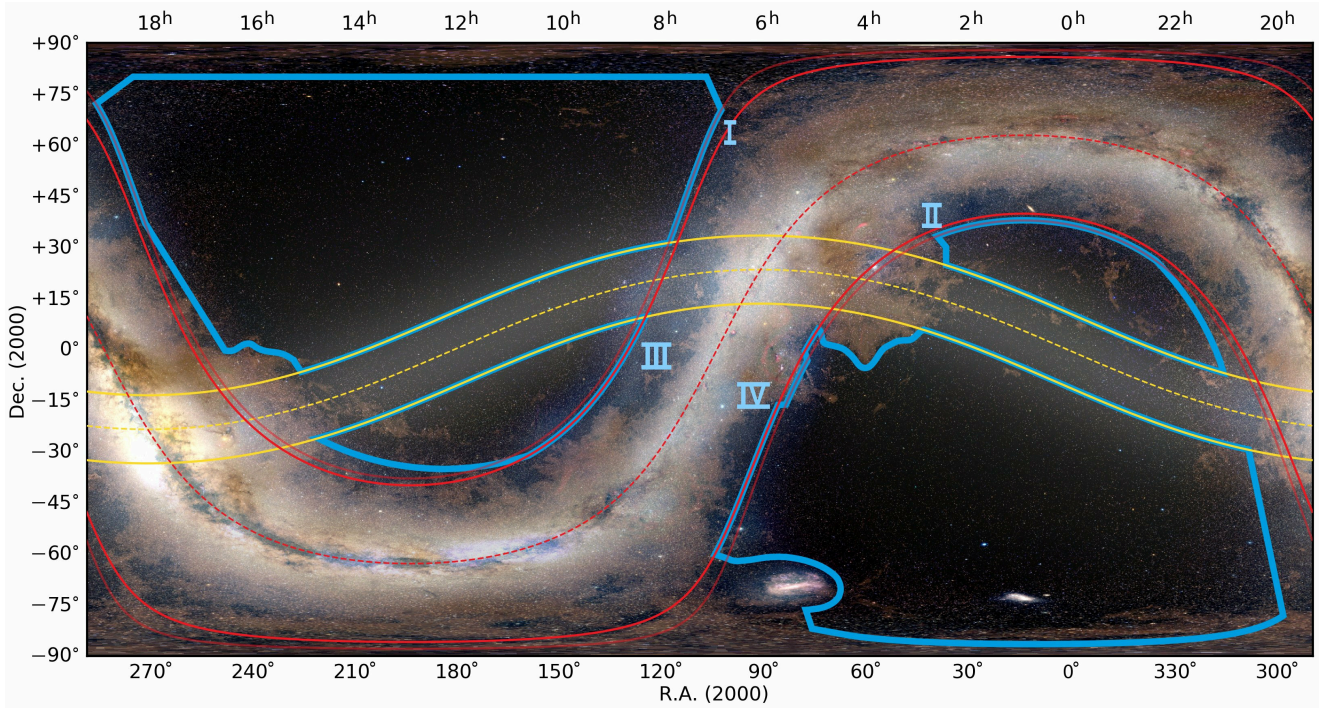 18h 16h 14h 12h 10h 8h 6h 4h 2h 0h 22h 20h
+90°
+75°
+60°
+45°
+30°
+15°
0°
−15°
−30°
−45°
−60°
−75°
−90°
Dec. (2000)
I
II
III
IV
270° 240° 210° 180° 150° 120° 90° 60° 30° 0° 330° 300°
R.A. (2000)